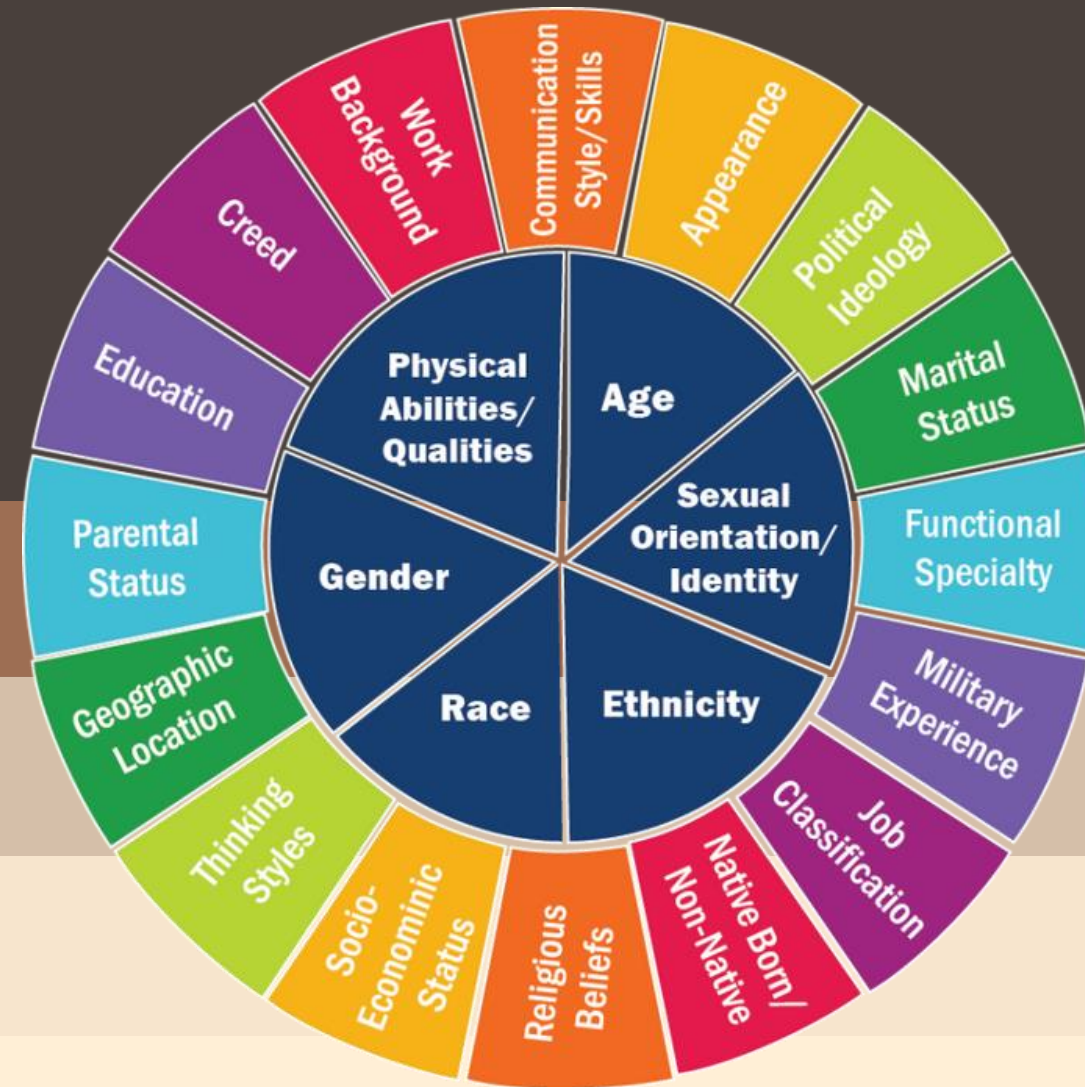 Communication
Style/Skills
Appearance
Political
Ideology
Marital
Status
Functional
Specialty
Military
Experience
Job
Classification
Native Born/
Non-Native
Religious
Beliefs
Socio-
Economic
Status
Thinking
Styles
Geographic
Location
Parental
Status
Education
Creed
Work
Background
Physical
Abilities/
Qualities
Age
Sexual
Orientation/
Identity
Ethnicity
Race
Gender